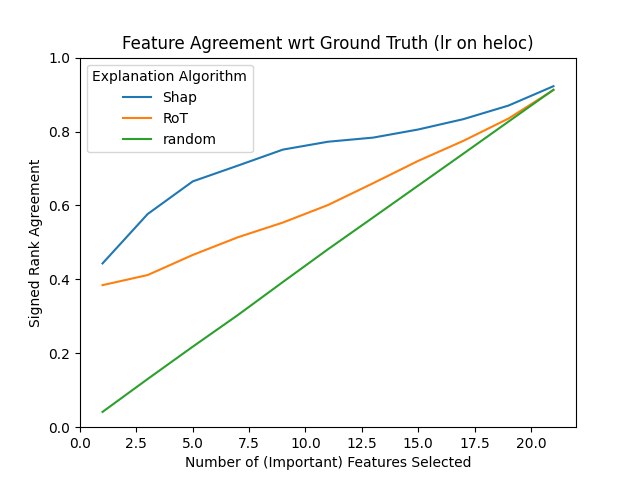 Feature Agreement wrt Ground Truth (lr on heloc)
Explanation Algorithm
Shap
RoT
random
Signed Rank Agreement
1.0
0.8
0.6
0.4
0.2
0.0
0.0 2.5 5.0 7.5 10.0 12.5 15.0 17.5 20.0
Number of (Important) Features Selected